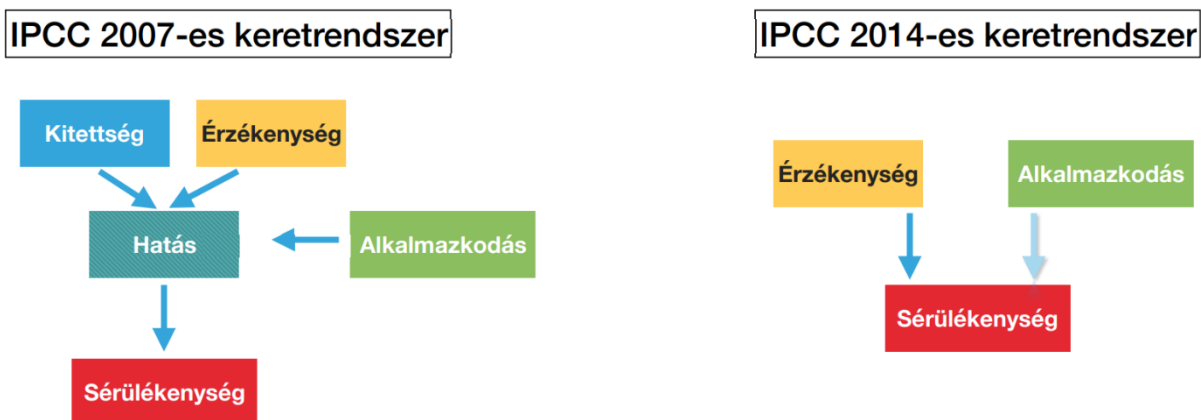 IPCC 2007-es keretrendszer
Kitettség
Érzékenység
Hatás
Alkalmazkodás
Sérülékenység
IPCC 2014-es keretrendszer
Érzékenység
Alkalmazkodás
Sérülékenység